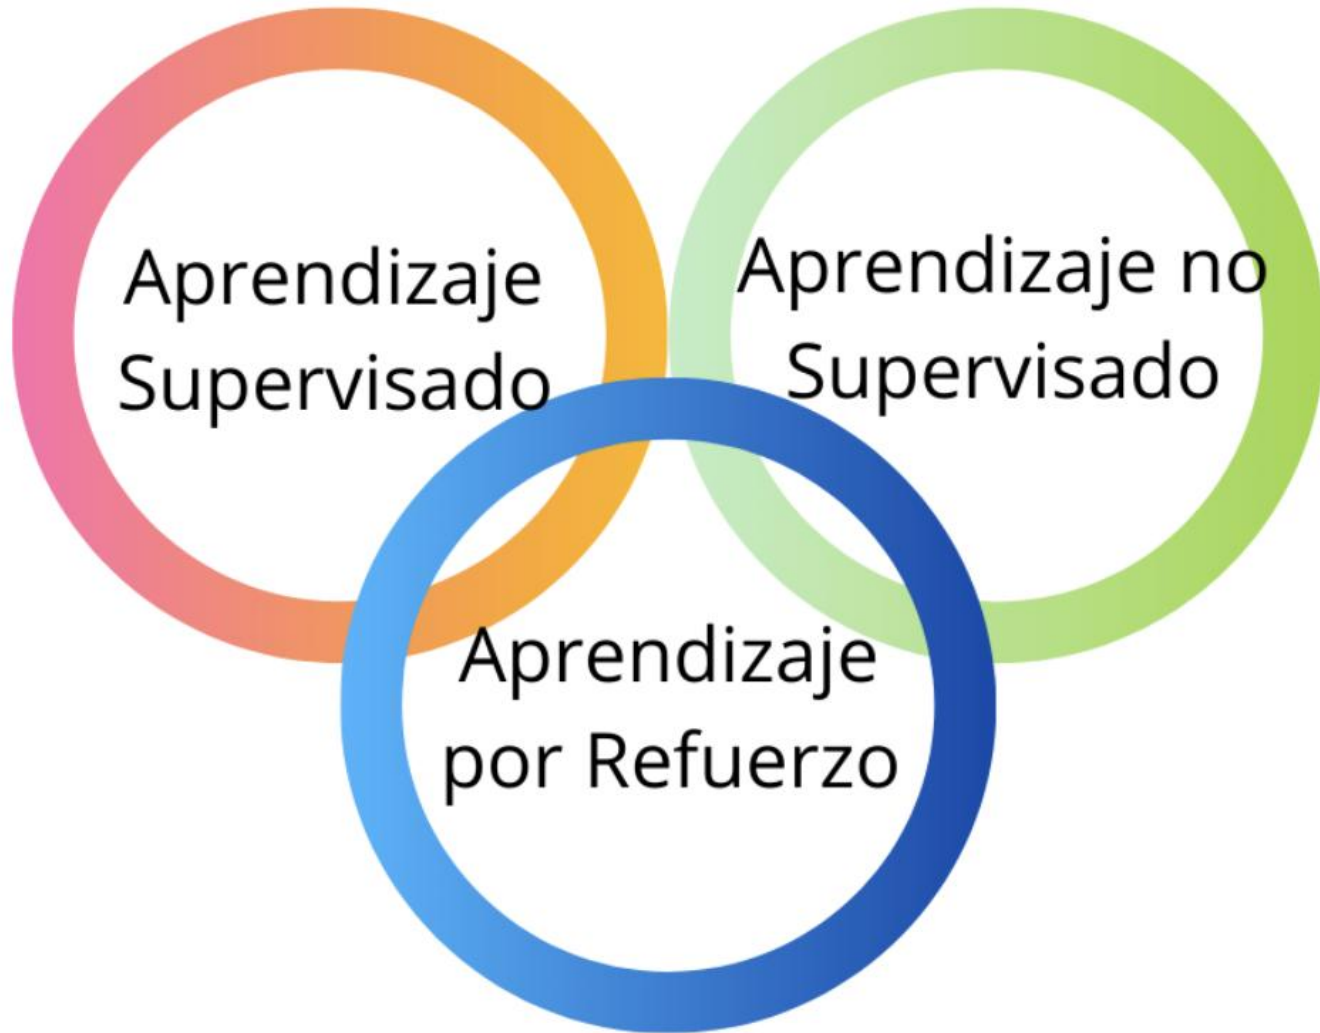 Aprendizaje
Supervisado
Aprendizaje no
Supervisado
Aprendizaje
por Refuerzo